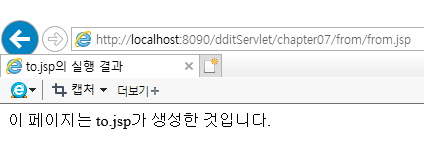 http://localhost:8090/dditServlet/chapter07/from/from.jsp
to.jsp의 실행 결과
캡처 더보기+
이 페이지는 to.jsp가 생성한 것입니다.